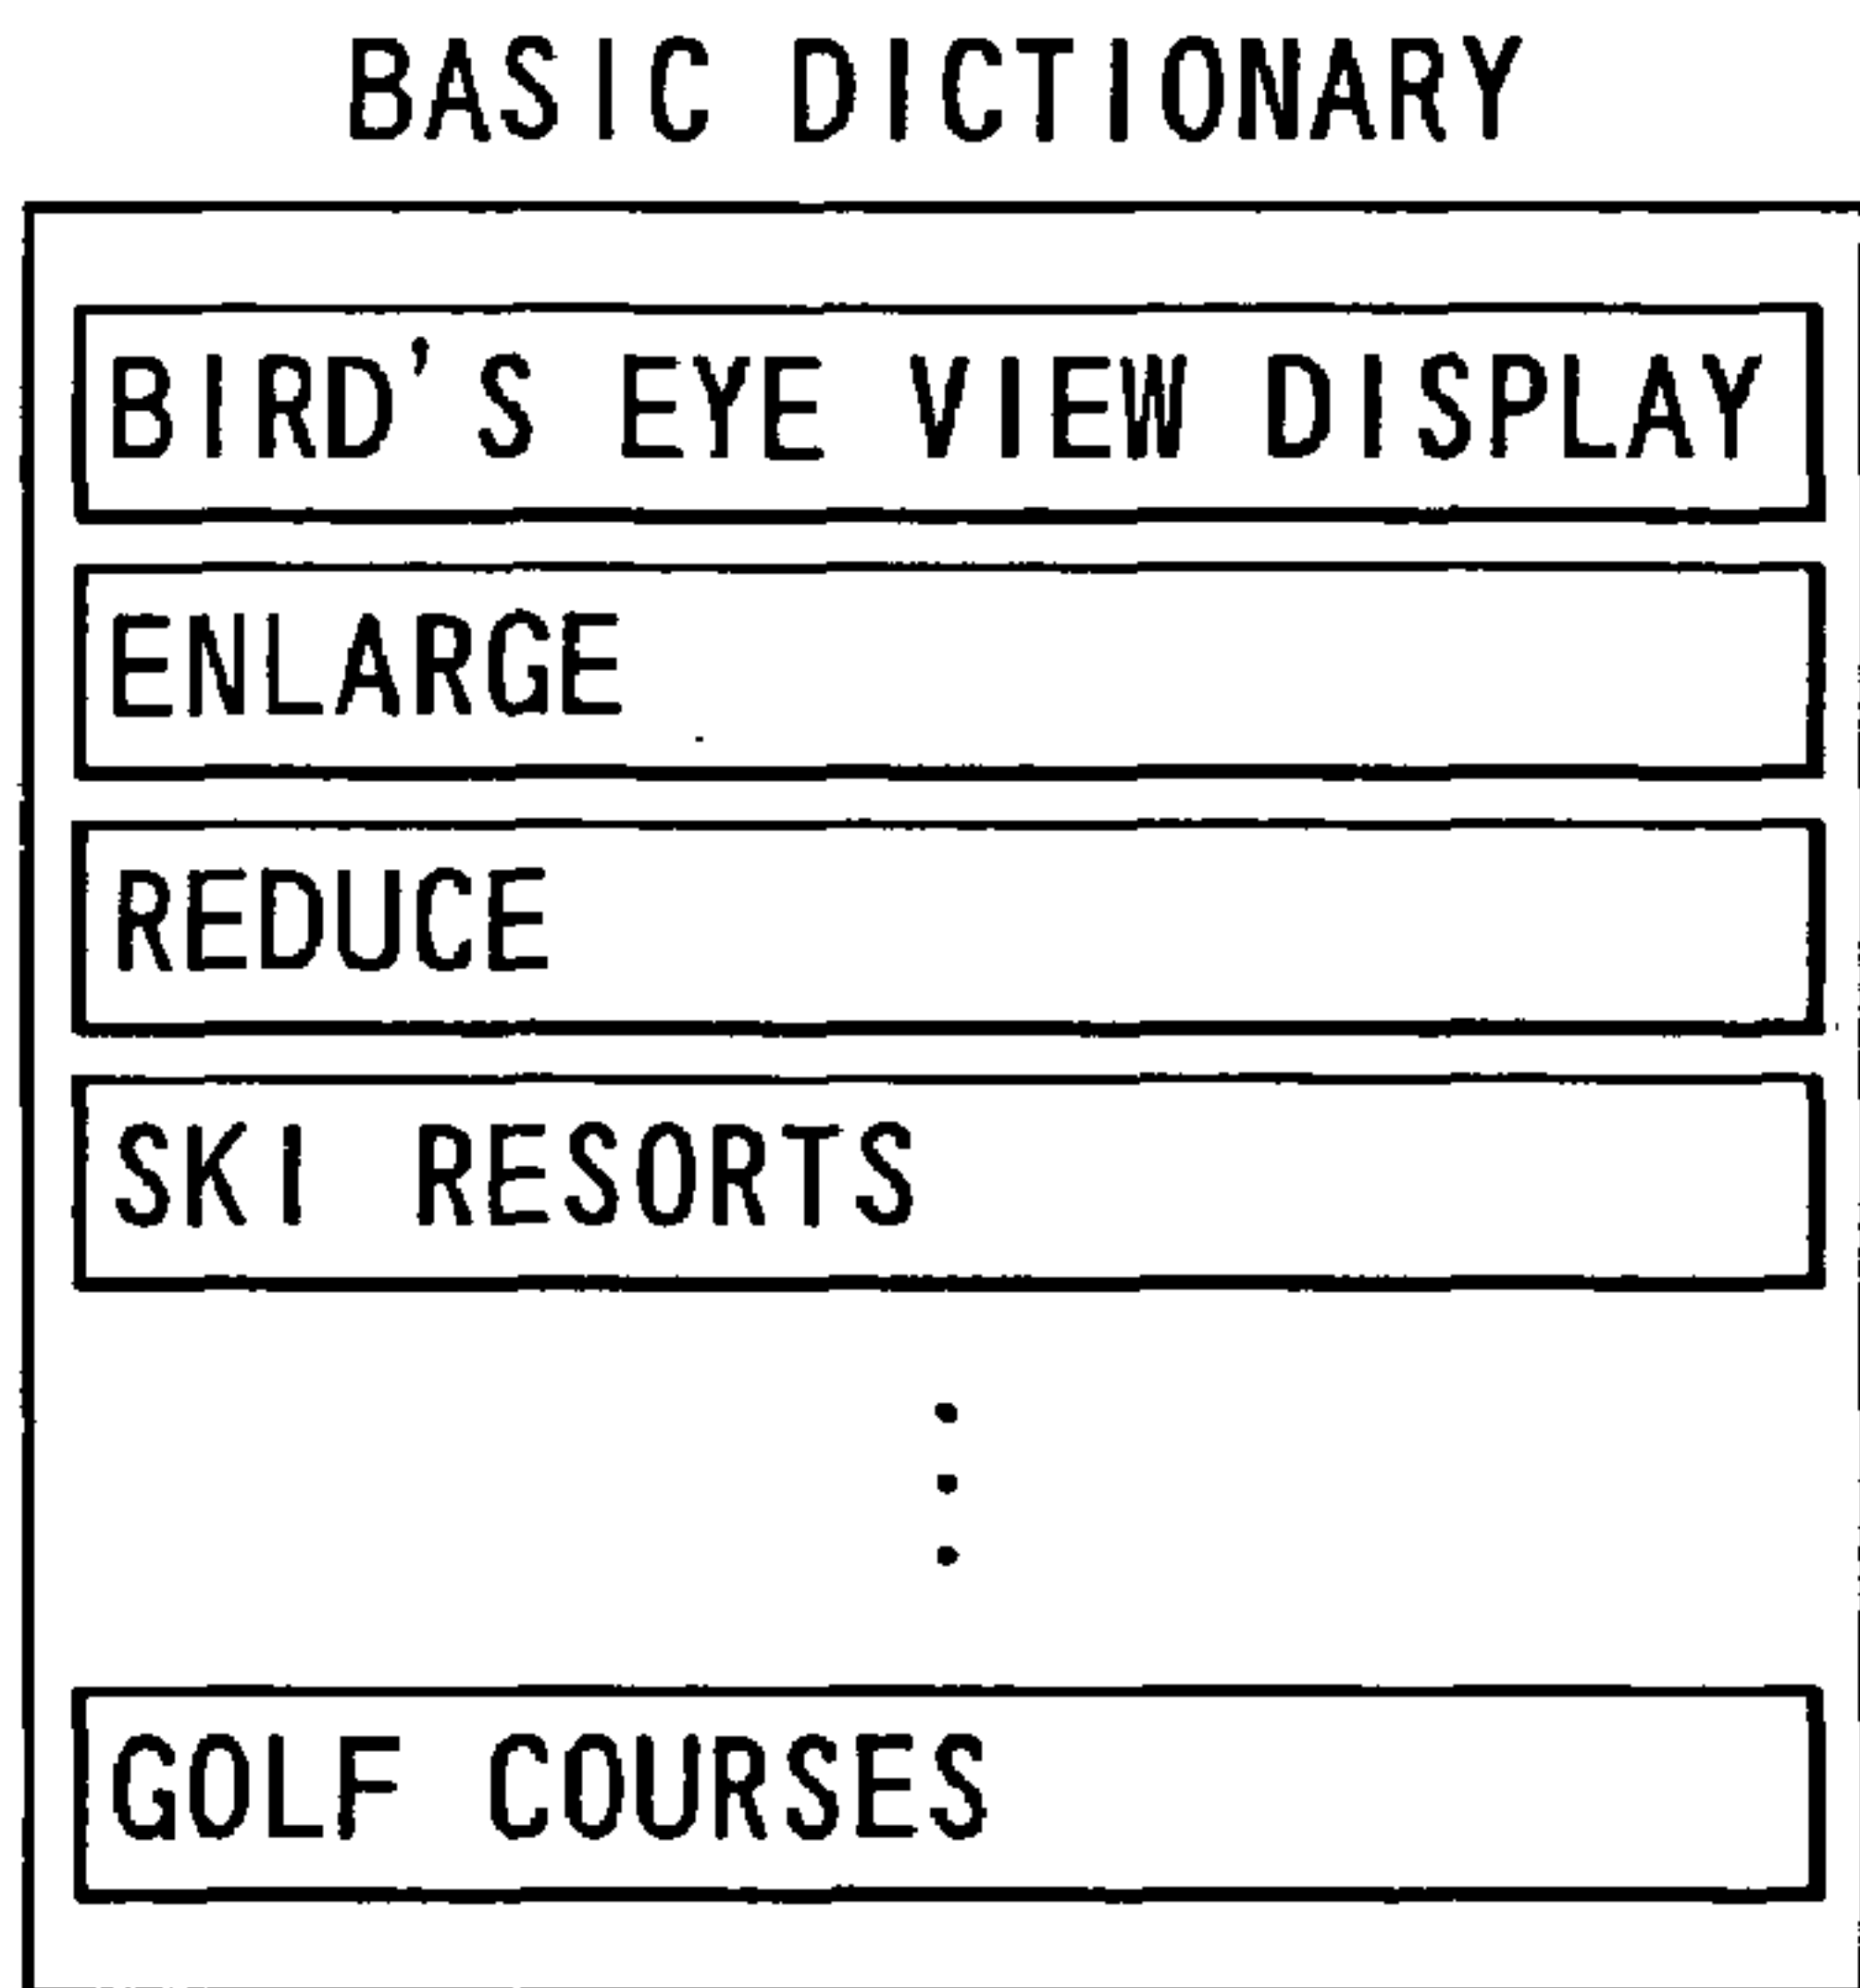 BASIC DICTIONARY
BIRD'S EYE VIEW DISPLAY
ENLARGE
REDUCE
SKI RESORTS
GOLF COURSES